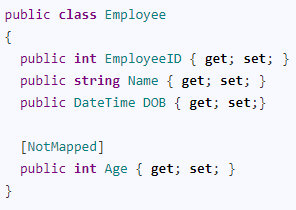 public class Employee
{
  public int EmployeeID { get; set; }
  public string Name { get; set; }
  public DateTime DOB { get; set;}

  [NotMapped]
  public int Age { get; set; }
}